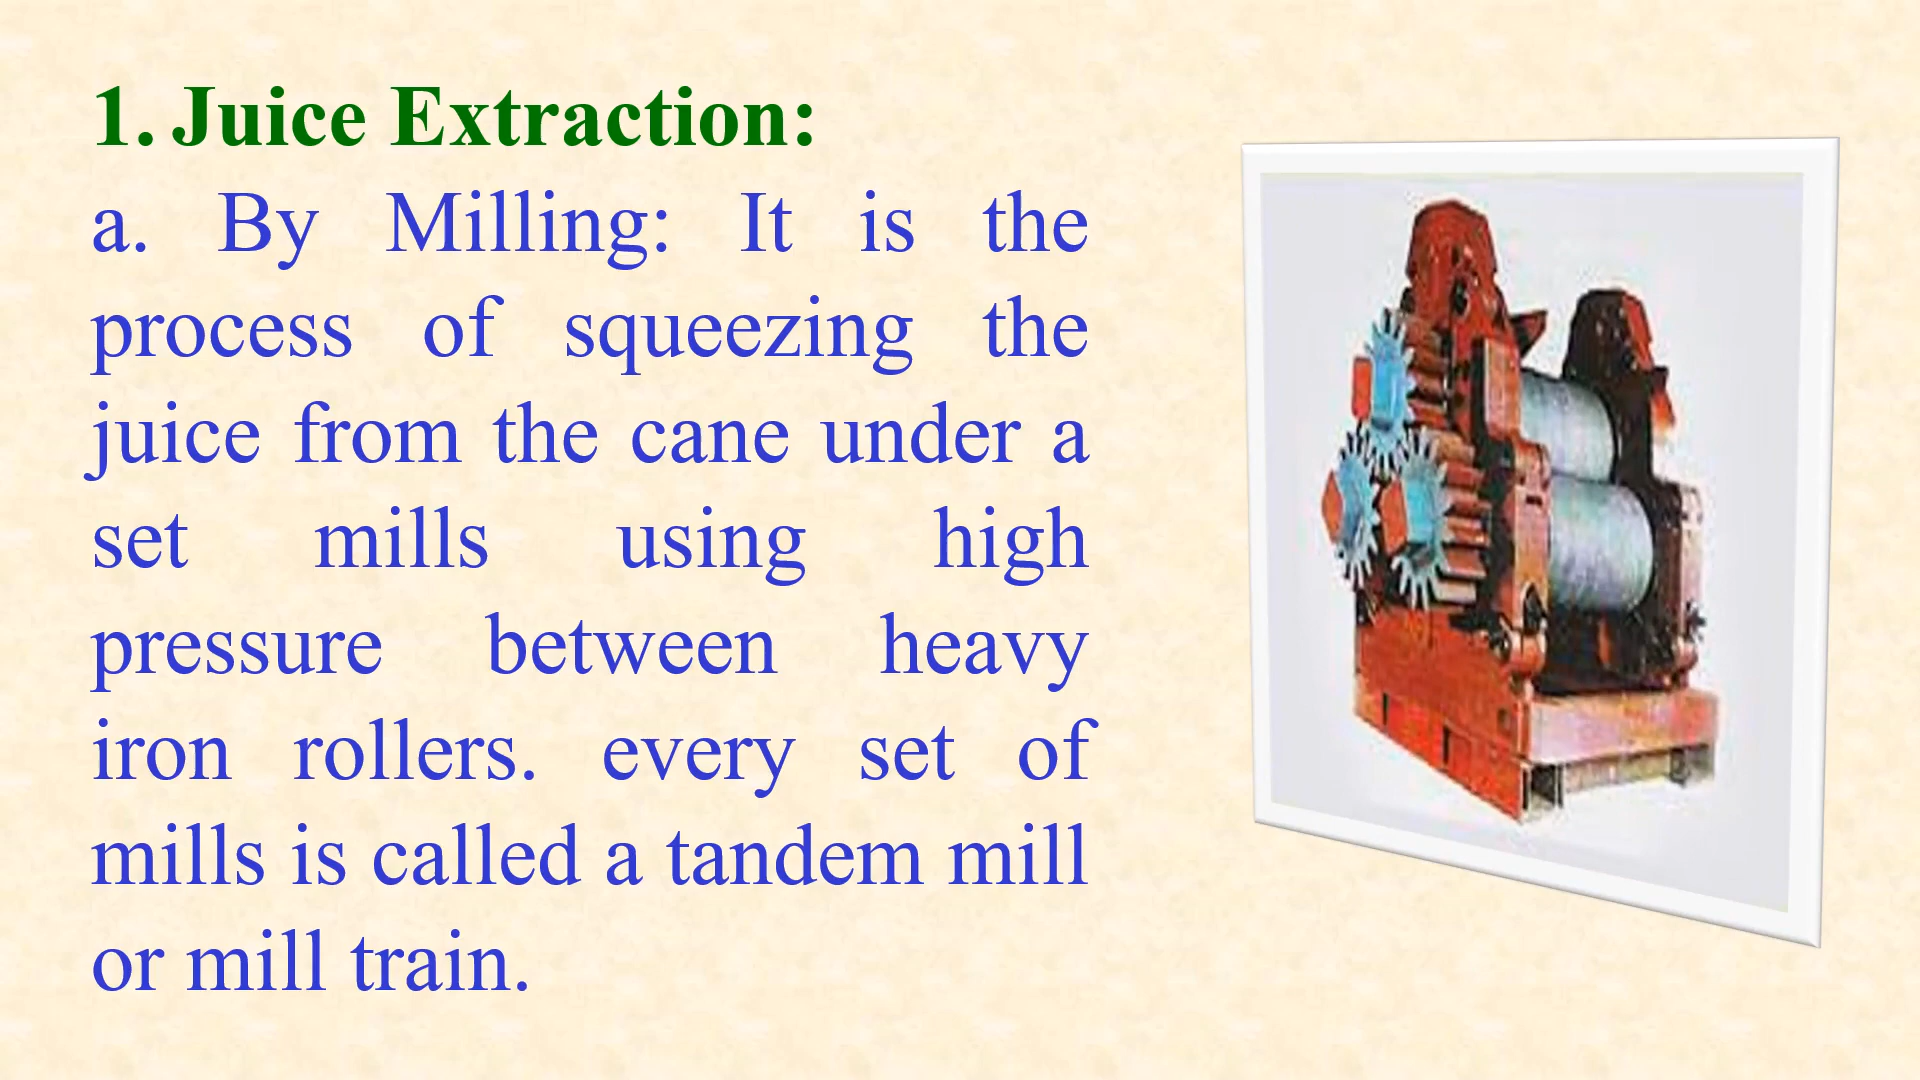 1. Juice Extraction:
a. By Milling: It is the
process of squeezing the
juice from the cane under a
set mills using high
pressure between heavy
iron rollers. every set of
mills is called a tandem mill
or mill train.